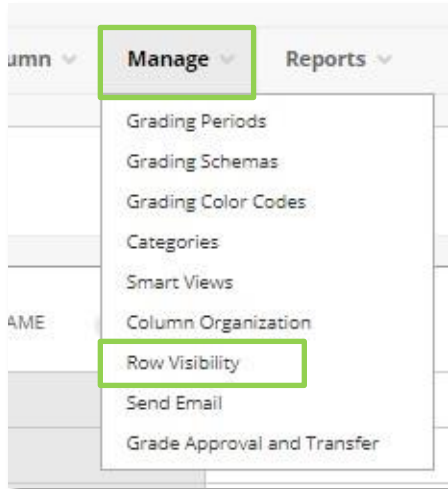 umn Manage Reports
Grading Periods
Grading Schemas
Grading Color Codes
Categories
Smart Views
AME Column Organization
Row Visibility
Send Email
Grade Approval and Transfer